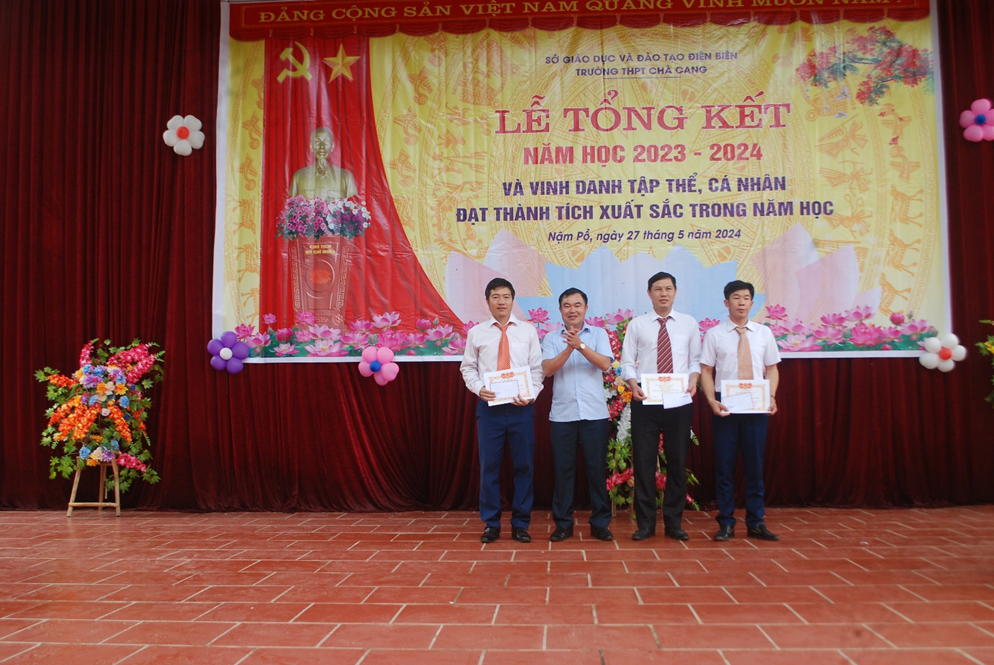 ĐẢNG CỘNG SẢN VIỆT NAM QUANG VINH MUÔN NĂM
SỞ GIÁO DỤC VÀ ĐÀO TẠO ĐIỆN BIÊN
TRƯỜNG THPT CHÀ CANG
LỄ TỔNG KẾT
NĂM HỌC 2023 - 2024
VÀ VINH DANH TẬP THỂ, CÁ NHÂN
ĐẠT THÀNH TÍCH XUẤT SẮC TRONG NĂM HỌC
Nậm Pồ, ngày 27 tháng 5 năm 2024